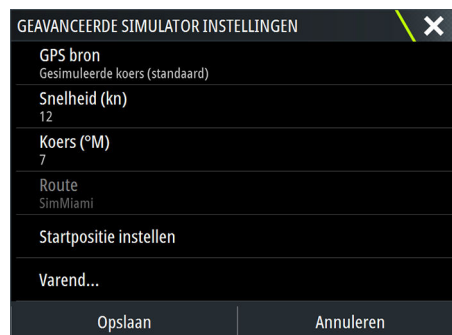 GEAVANCEERDE SIMULATOR INSTELLINGEN
GPS bron
Gesimuleerde koers (standaard)
Snelheid (kn)
12
Koers (°M)
7
Route
SimMiami
Startpositie instellen
Varend...
Opslaan
Annuleren